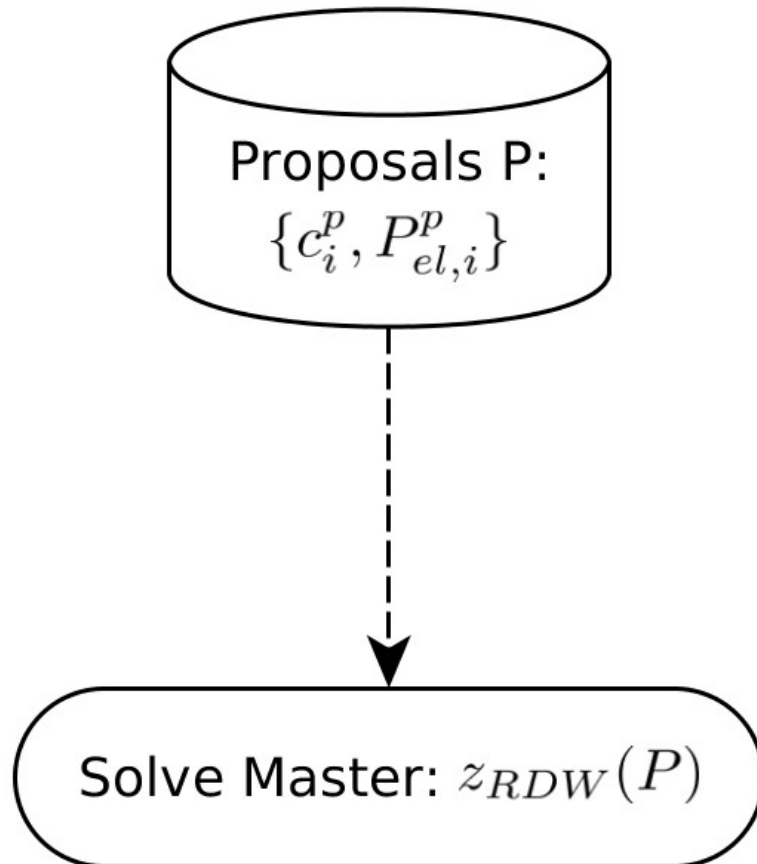 Proposals P:
$\{c_i^p, P_{el,i}^p\}$
Solve Master: $z_{RDW}(P)$